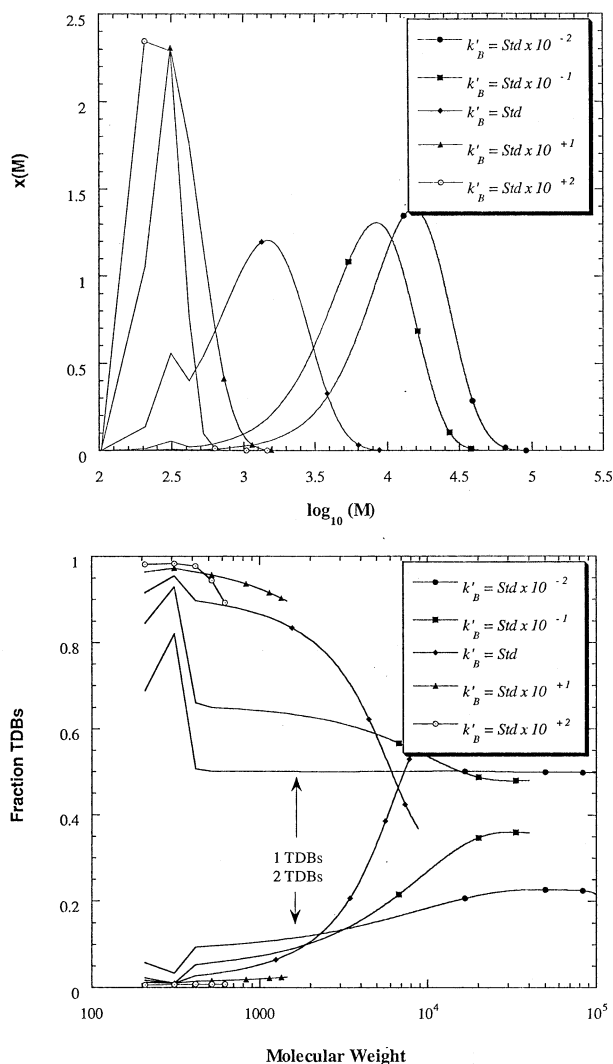 2.5
2
1.5
1
0.5
0
x(M)
k'B = Std x 10 -2
k'B = Std x 10 -1
k'B = Std
k'B = Std x 10 +1
k'B = Std x 10 +2
2 2.5 3 3.5 4 4.5 5 5.5
log10 (M)
1
0.8
0.6
0.4
0.2
0
Fraction TDBs
k'B = Std x 10 -2
k'B = Std x 10 -1
k'B = Std
k'B = Std x 10 +1
k'B = Std x 10 +2
1 TDBs
2 TDBs
100 1000 10^4 10^5
Molecular Weight